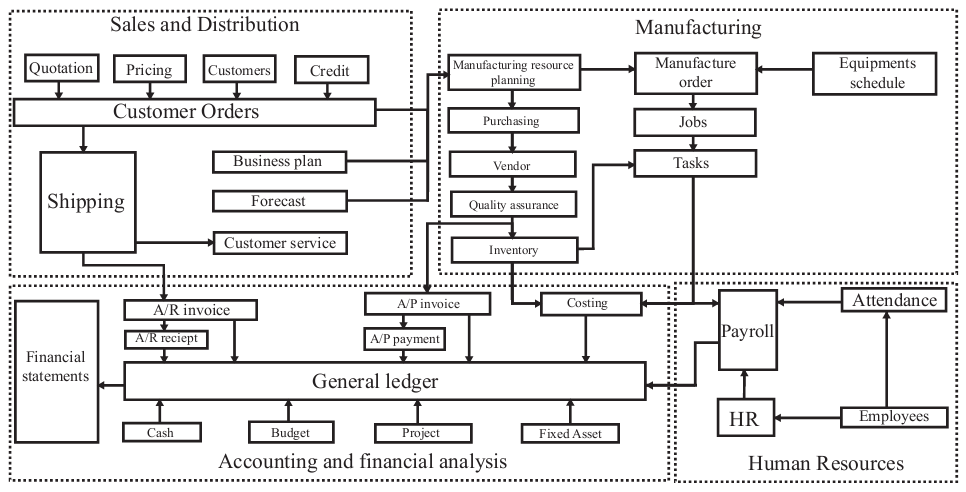 Sales and Distribution
Quotation
Pricing
Customers
Credit
Customer Orders
Shipping
Business plan
Forecast
Customer service
Manufacturing
Manufacturing resource
planning
Manufacture
order
Equipments
schedule
Purchasing
Jobs
Vendor
Tasks
Quality assurance
Inventory
Financial
statements
A/R invoice
A/R reciept
A/P invoice
A/P payment
Costing
General ledger
Cash
Budget
Project
Fixed Asset
Accounting and financial analysis
Payroll
Attendance
HR
Employees
Human Resources